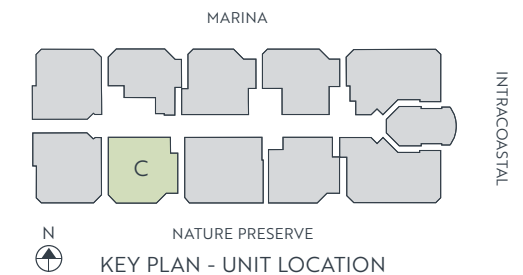 MARINA
INTRACOASTAL
C
N
NATURE PRESERVE
KEY PLAN - UNIT LOCATION